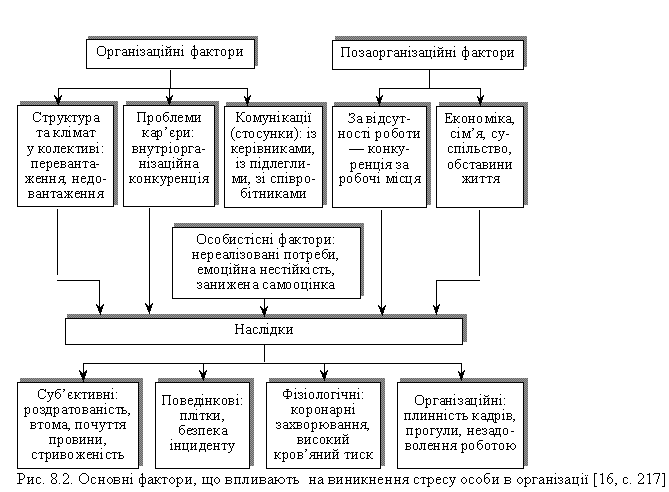 Організаційні фактори
Позаорганізаційні фактори
Структура
та клімат
у колективі:
переванта-
ження, недо-
вантаження
Проблеми
кар’єри:
внутріорга-
нізаційна
конкуренція
Комунікації
(стосунки): із
керівниками,
із підлегли-
ми, зі співро-
бітниками
За відсут-
ності роботи
— конку-
ренція за
робочі місця
Економіка,
сім’я, су-
спільство,
обставини
життя
Особистісні фактори:
нереалізовані потреби,
емоційна нестійкість,
занижена самооцінка
Наслідки
Суб’єктивні:
роздратованість,
втома, почуття
провини,
стривоженість
Поведінкові:
плітки,
безпека
інциденту
Фізіологічні:
коронарні
захворювання,
високий
кров’яний тиск
Організаційні:
плинність кадрів,
прогули, незадо-
волення роботою
Рис. 8.2. Основні фактори, що впливають на виникнення стресу особи в організації [16, с. 217]